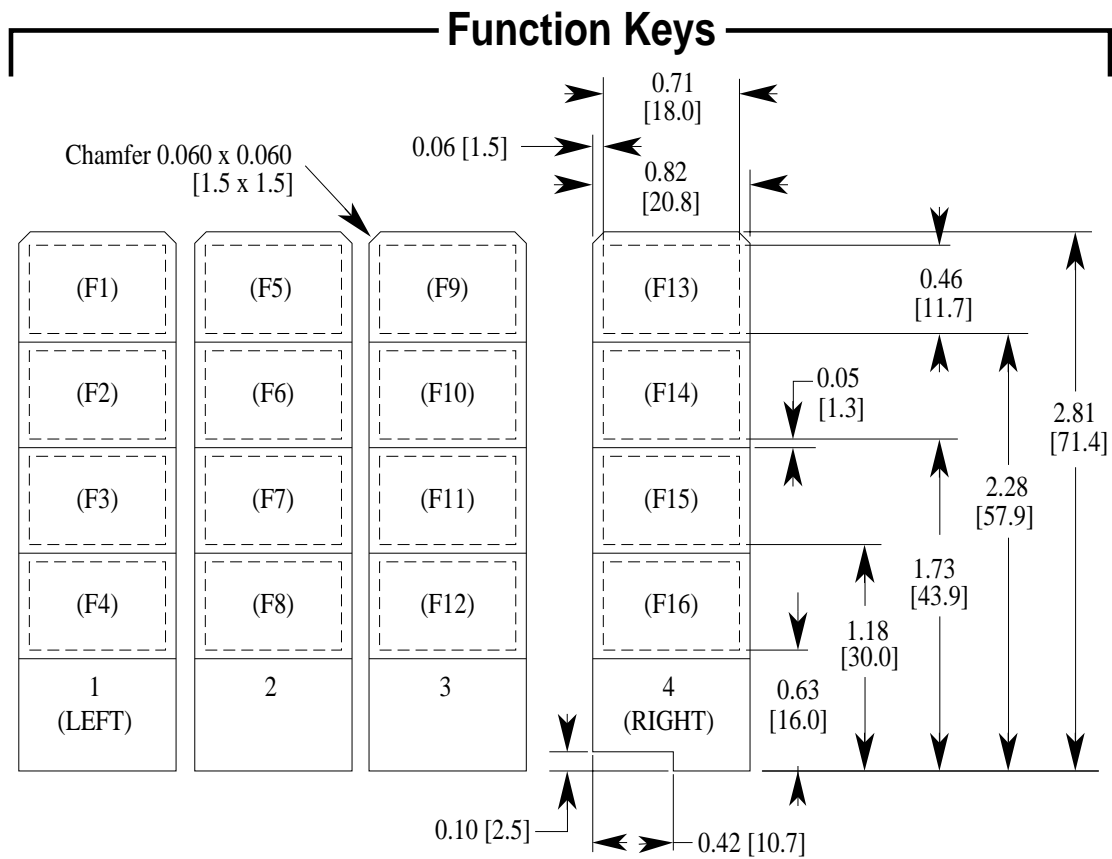 Function Keys
0.71
[18.0]
0.06 [1.5]
Chamfer 0.060 x 0.060
[1.5 x 1.5]
0.82
[20.8]
(F1)
(F5)
(F9)
(F13)
0.46
[11.7]
(F2)
(F6)
(F10)
(F14)
0.05
[1.3]
2.81
[71.4]
(F3)
(F7)
(F11)
(F15)
2.28
[57.9]
(F4)
(F8)
(F12)
(F16)
1.73
[43.9]
1.18
[30.0]
1
(LEFT)
2
3
4
(RIGHT)
0.63
[16.0]
0.10 [2.5]
0.42 [10.7]